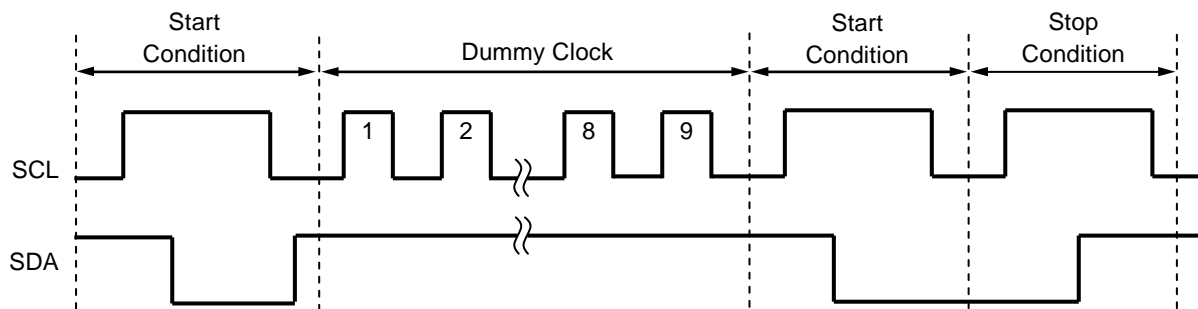 Start
Condition
Dummy Clock
Start
Condition
Stop
Condition
SCL
1
2
8
9
SDA